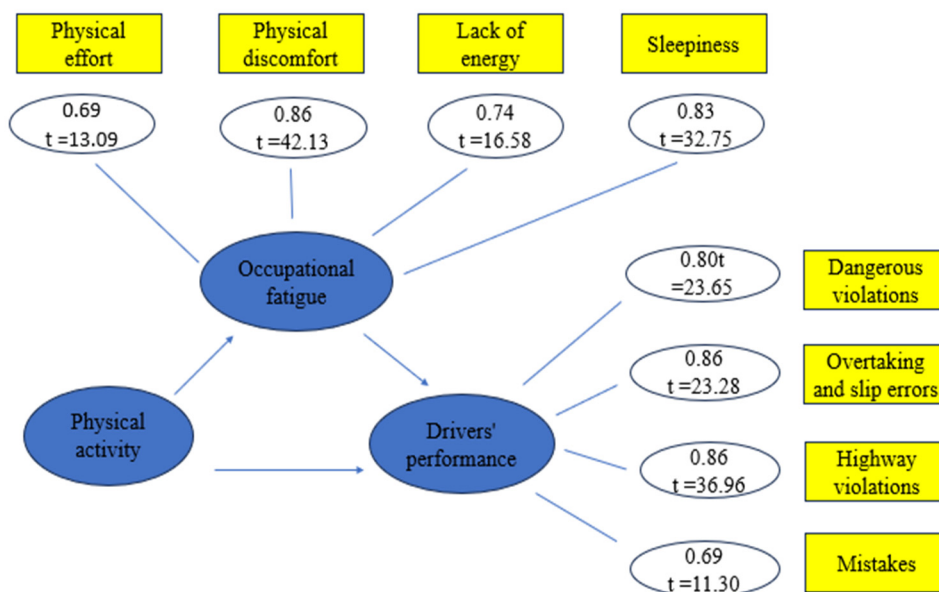 Physical
effort
Physical
discomfort
Lack of
energy
Sleepiness
0.69
t =13.09
0.86
t =42.13
0.74
t =16.58
0.83
t =32.75
Occupational
fatigue
0.80t
=23.65
Dangerous
violations
0.86
t =23.28
Overtaking
and slip errors
Physical
activity
Drivers'
performance
0.86
t =36.96
Highway
violations
0.69
t =11.30
Mistakes